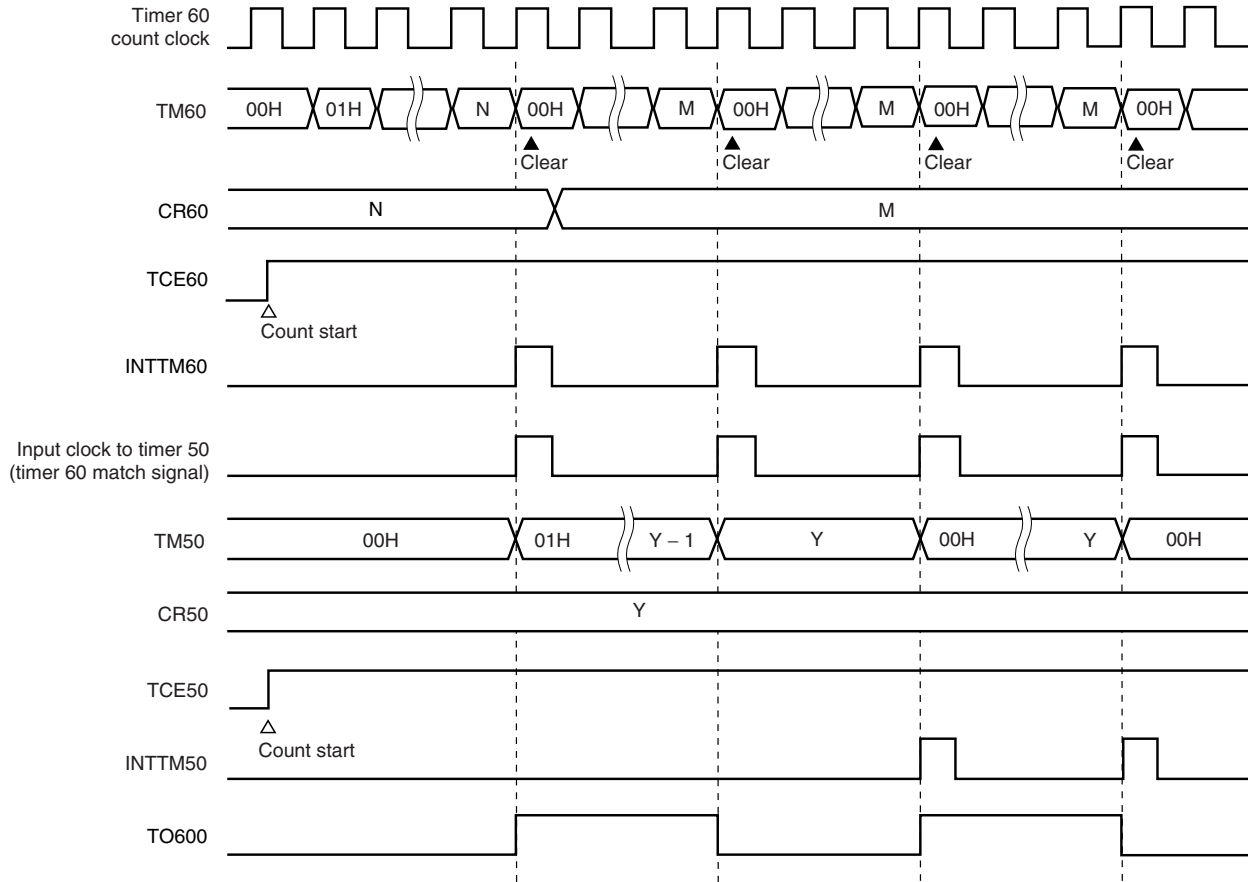 Timer 60
count clock
TM60 00H 01H N 00H M 00H M 00H M 00H
Clear Clear Clear Clear
CR60 N M
TCE60
Count start
INTTM60
Input clock to timer 50
(timer 60 match signal)
TM50 00H 01H Y – 1 Y 00H Y 00H
CR50 Y
TCE50
Count start
INTTM50
TO600